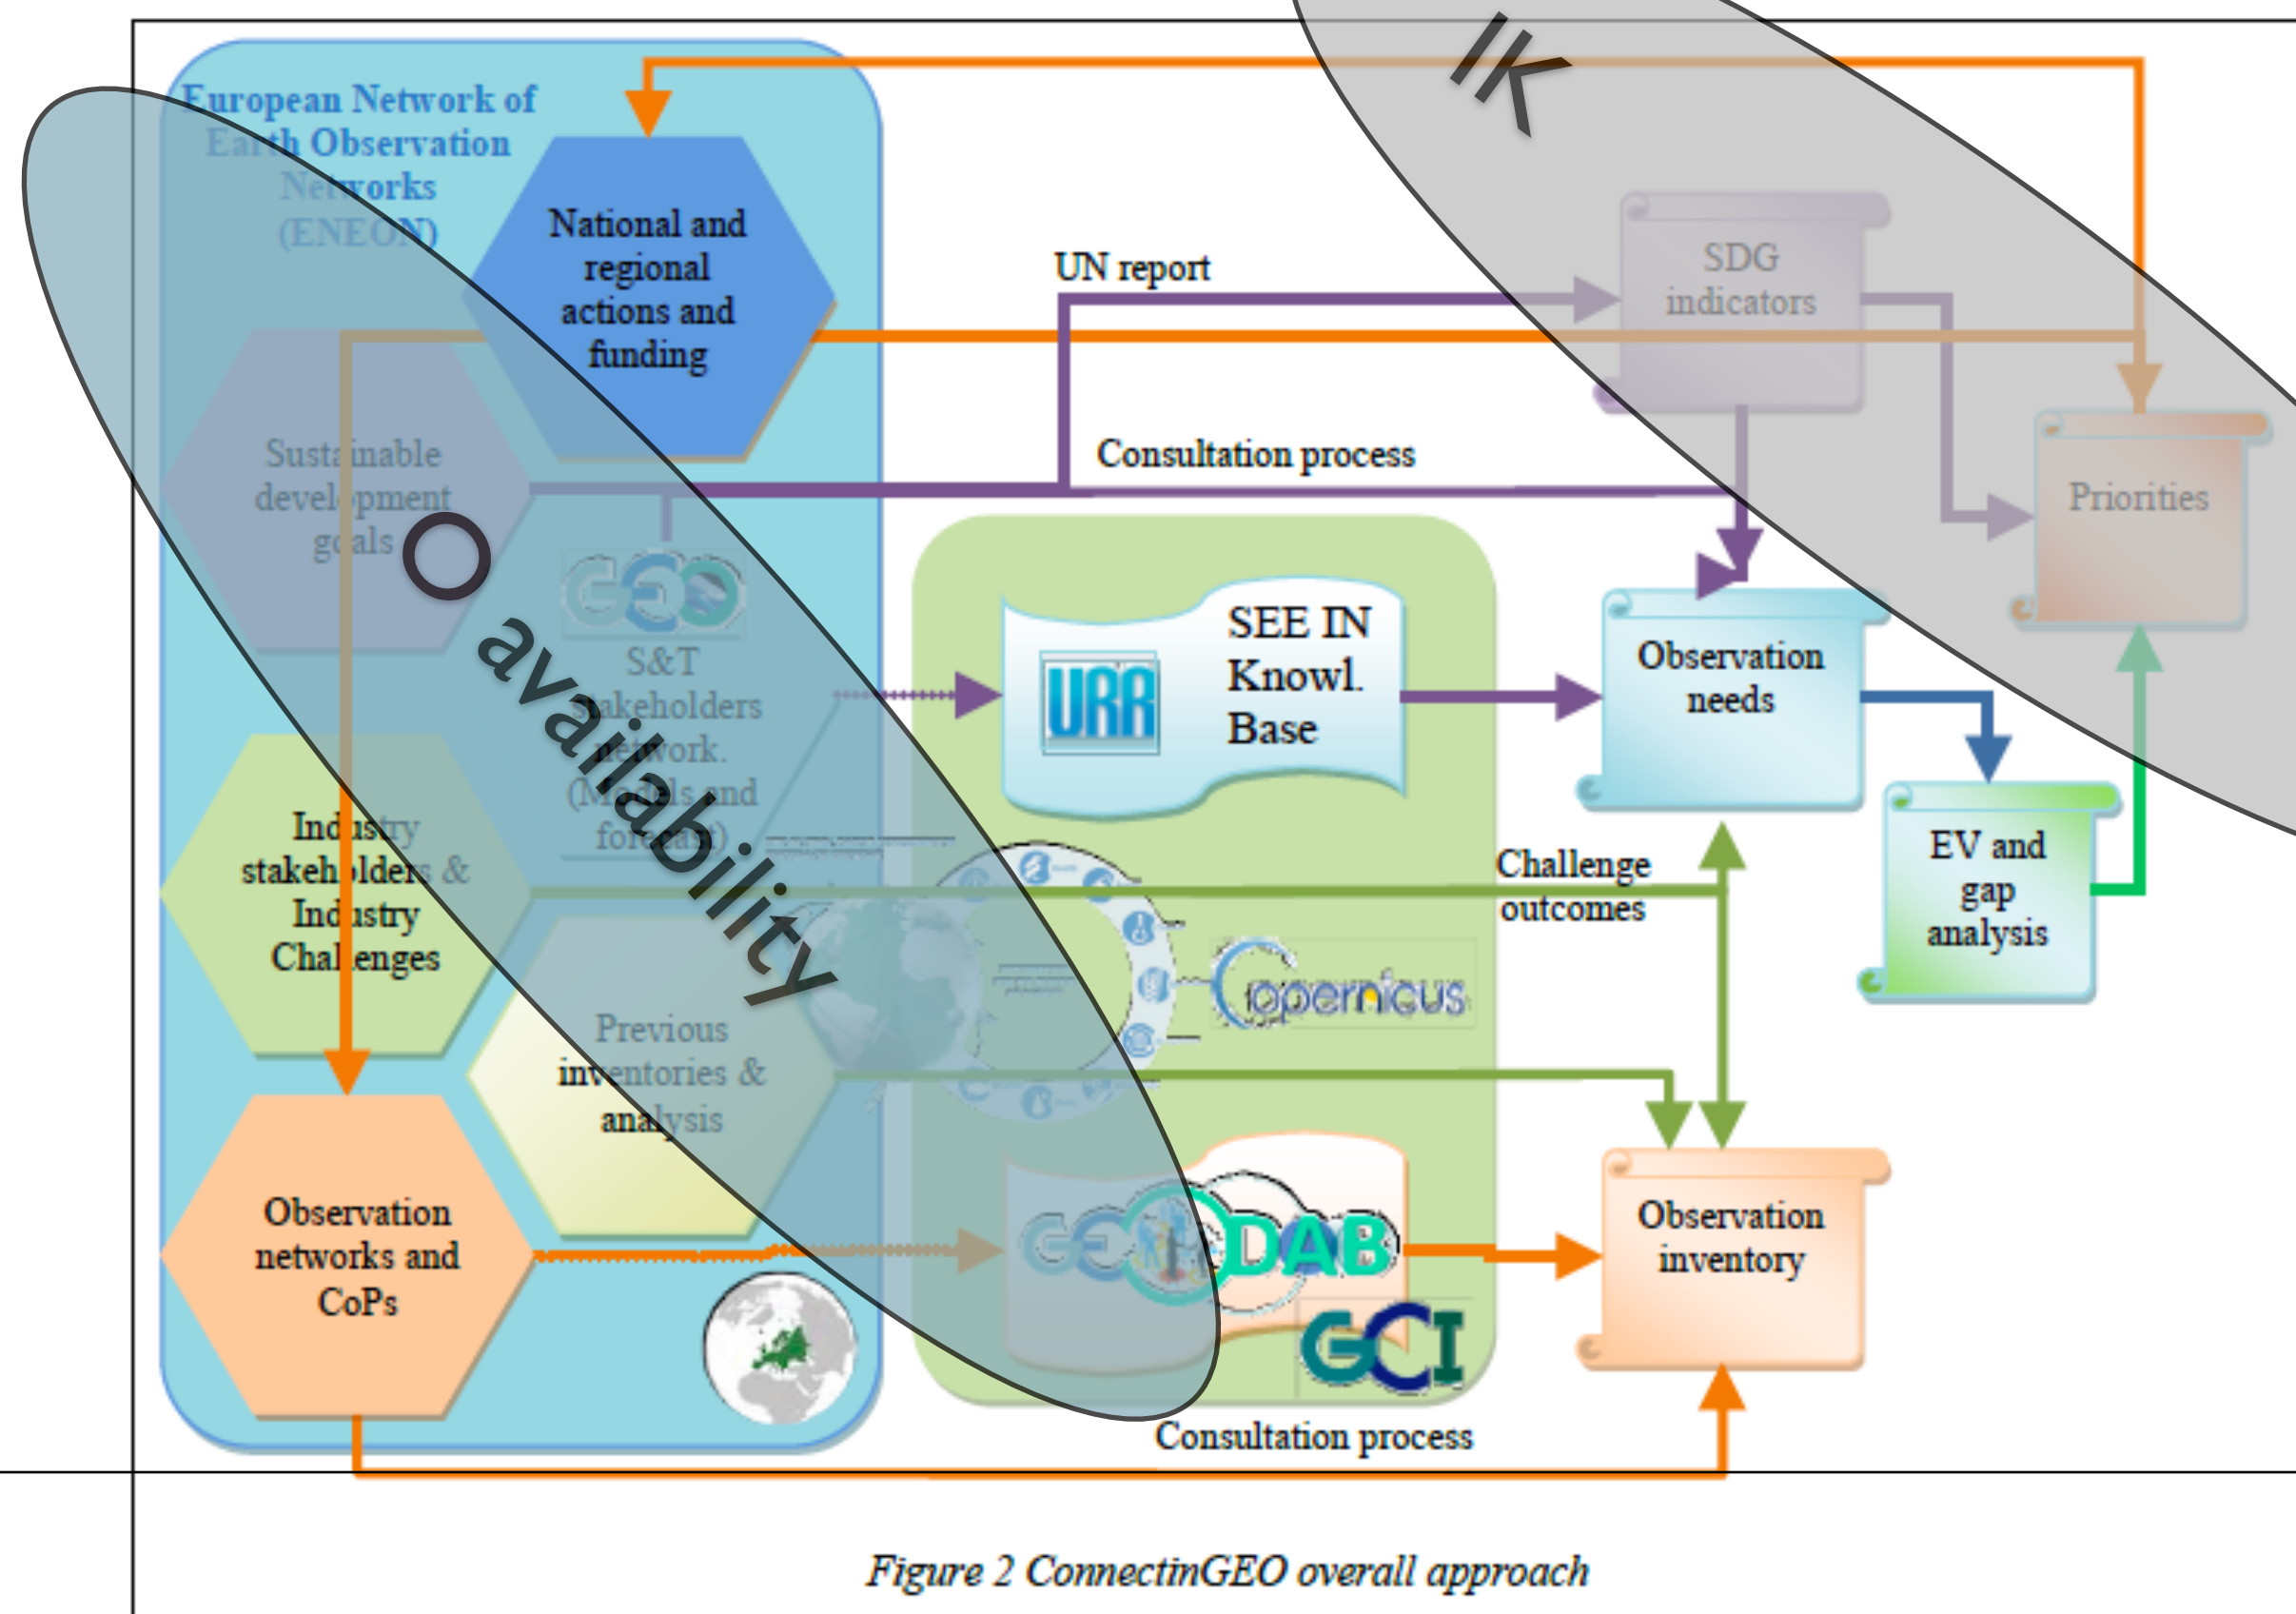 IK
European Network of
Earth Observation
Networks
(ENEON)
National and
regional
actions and
funding
UN report
SDG
indicators
Sustainable
development
goals
Consultation process
Priorities
O availability
GEO
S&T
stakeholders
network.
(Models and
forecast)
URR
SEE IN
Knowl.
Base
Observation
needs
Industry
stakeholders &
Industry
Challenges
Challenge
outcomes
EV and
gap
analysis
opernicus
Previous
inventories &
analysis
Observation
networks and
CoPs
GEO DAB
GCI
Observation
inventory
Consultation process
Figure 2 ConnectinGEO overall approach